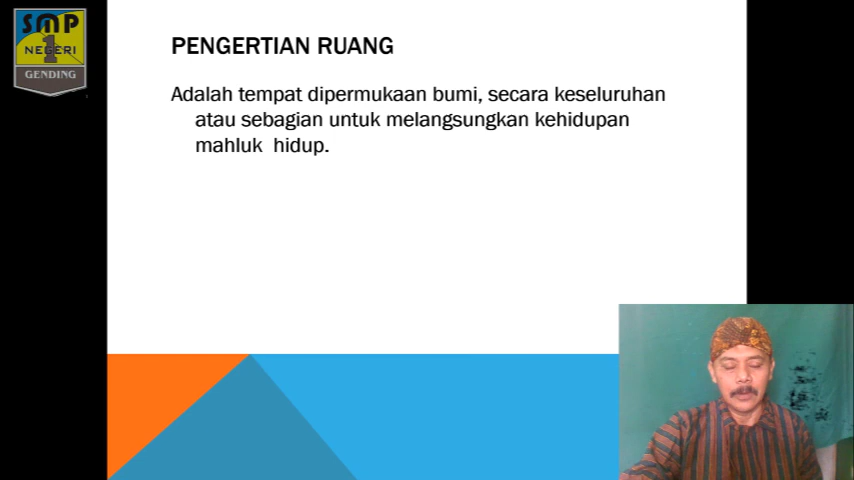 SMP
1
NEGERI
GENDING
PENGERTIAN RUANG
Adalah tempat dipermukaan bumi, secara keseluruhan
atau sebagian untuk melangsungkan kehidupan
mahluk hidup.